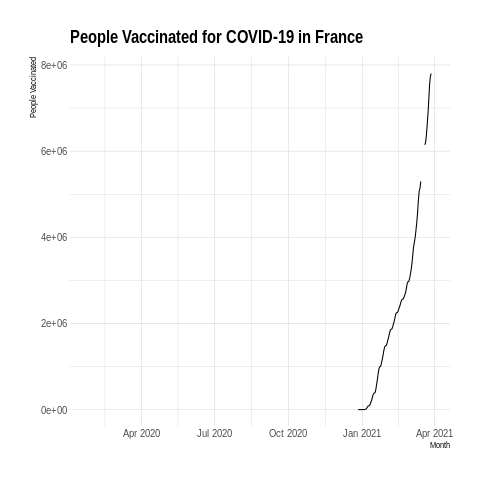 People Vaccinated for COVID-19 in France
People Vaccinated
8e+06
6e+06
4e+06
2e+06
0e+00
Apr 2020
Jul 2020
Oct 2020
Jan 2021
Apr 2021
Month